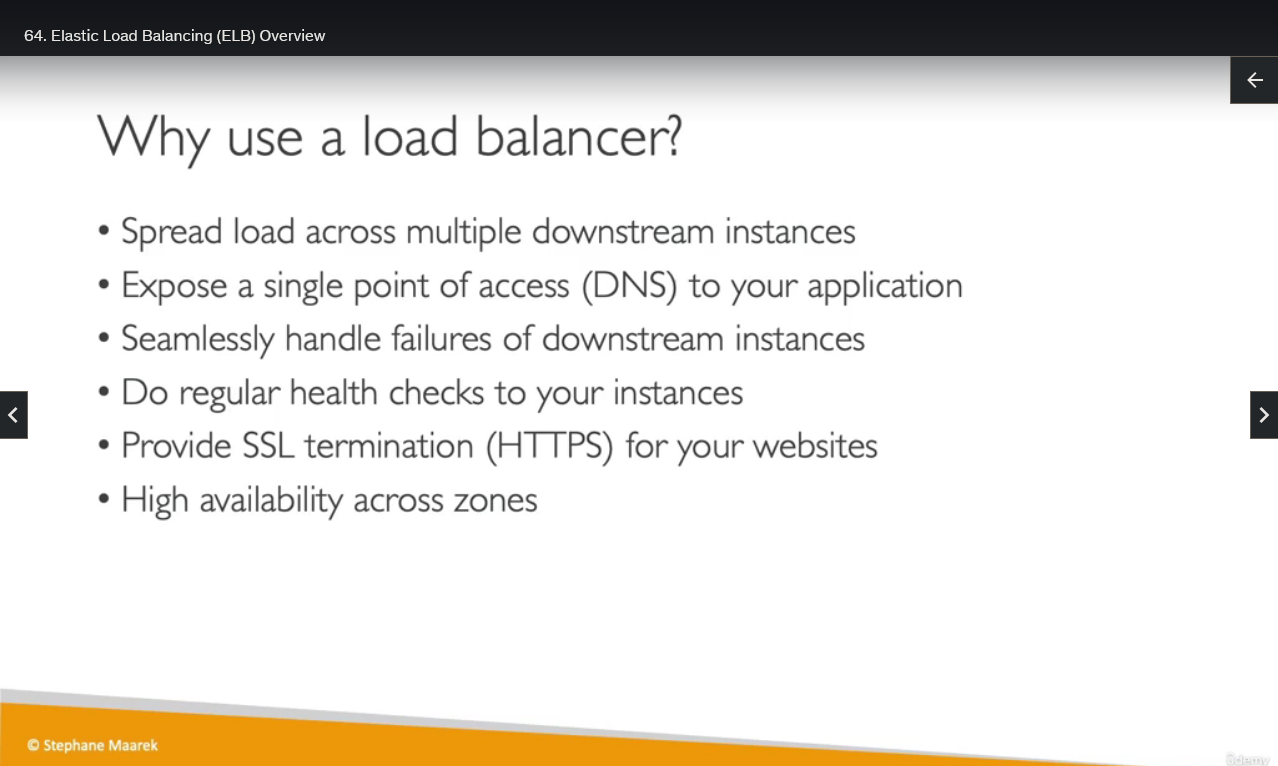 64. Elastic Load Balancing (ELB) Overview
Why use a load balancer?
• Spread load across multiple downstream instances
• Expose a single point of access (DNS) to your application
• Seamlessly handle failures of downstream instances
• Do regular health checks to your instances
• Provide SSL termination (HTTPS) for your websites
• High availability across zones
© Stephane Maarek
Udemy